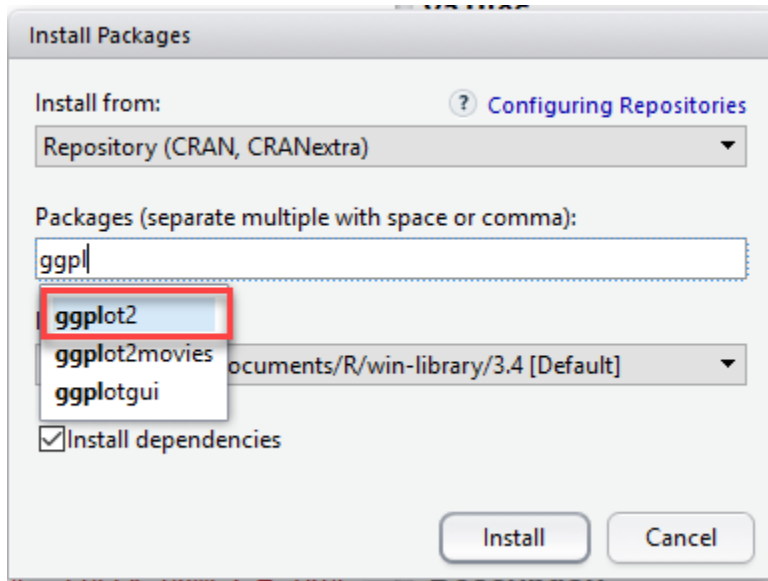 Install Packages
Install from:
? Configuring Repositories
Repository (CRAN, CRANextra)
Packages (separate multiple with space or comma):
ggpl
ggplot2
ggplot2movies
ocuments/R/win-library/3.4 [Default]
ggplotgui
Install dependencies
Install
Cancel